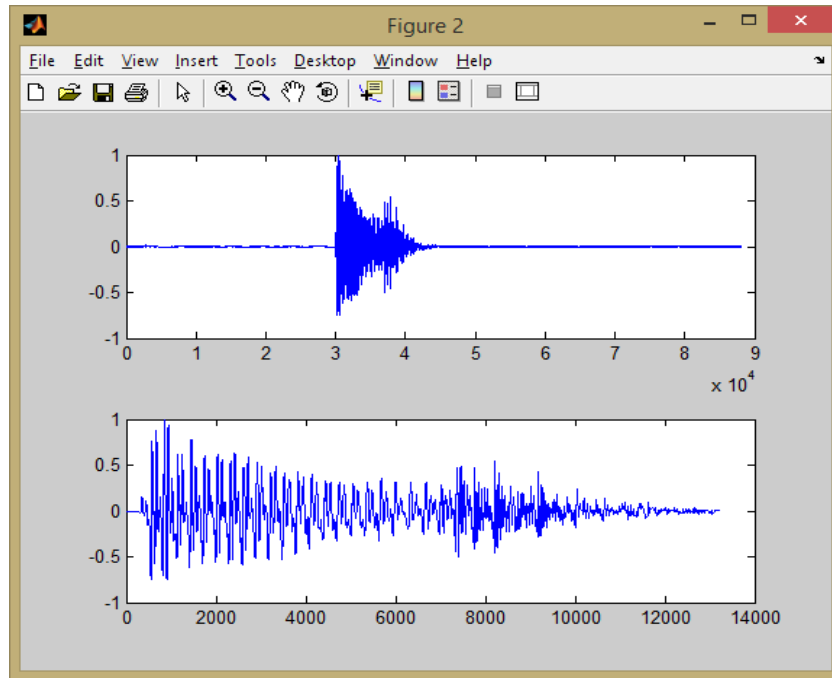 Figure 2
File Edit View Insert Tools Desktop Window Help
1
0.5
0
-0.5
-1
0 1 2 3 4 5 6 7 8 9
x 10^4
1
0.5
0
-0.5
-1
0 2000 4000 6000 8000 10000 12000 14000